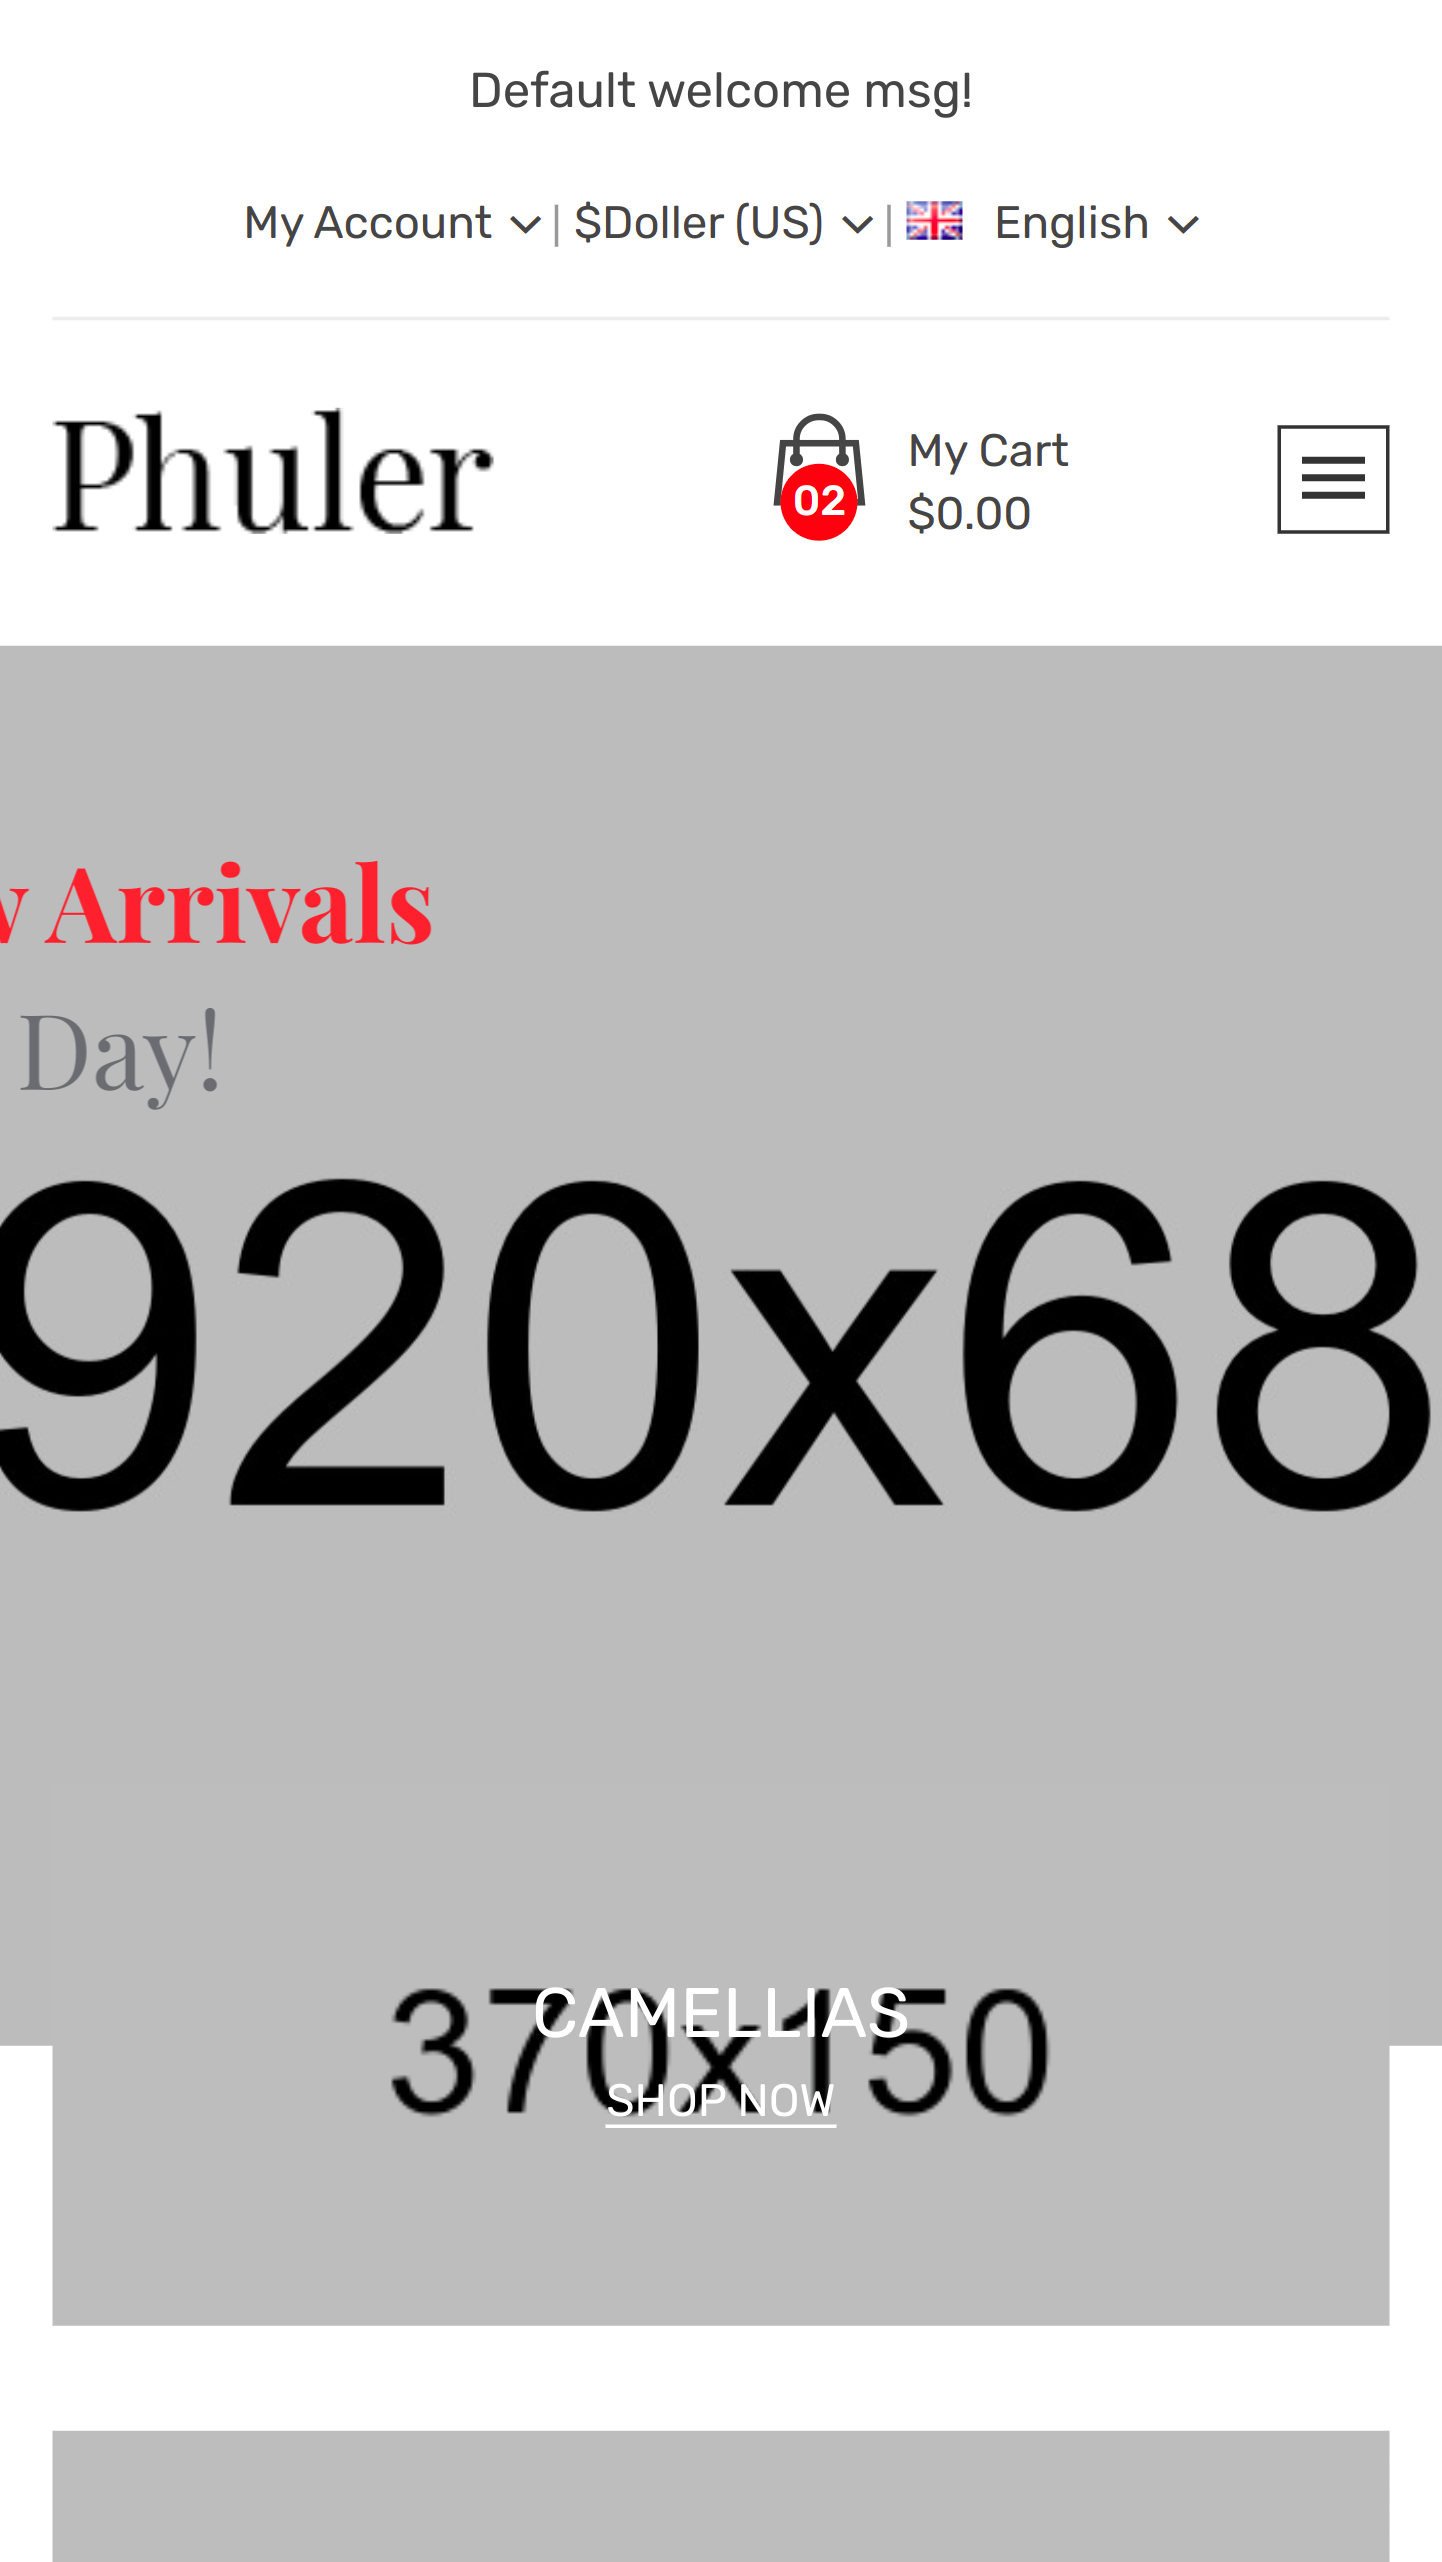 Default welcome msg!
My Account | $Doller (US) | English
Phuler
02
My Cart
$0.00
Arrivals
Day!
920x68
370x150
CAMELLIAS
SHOP NOW